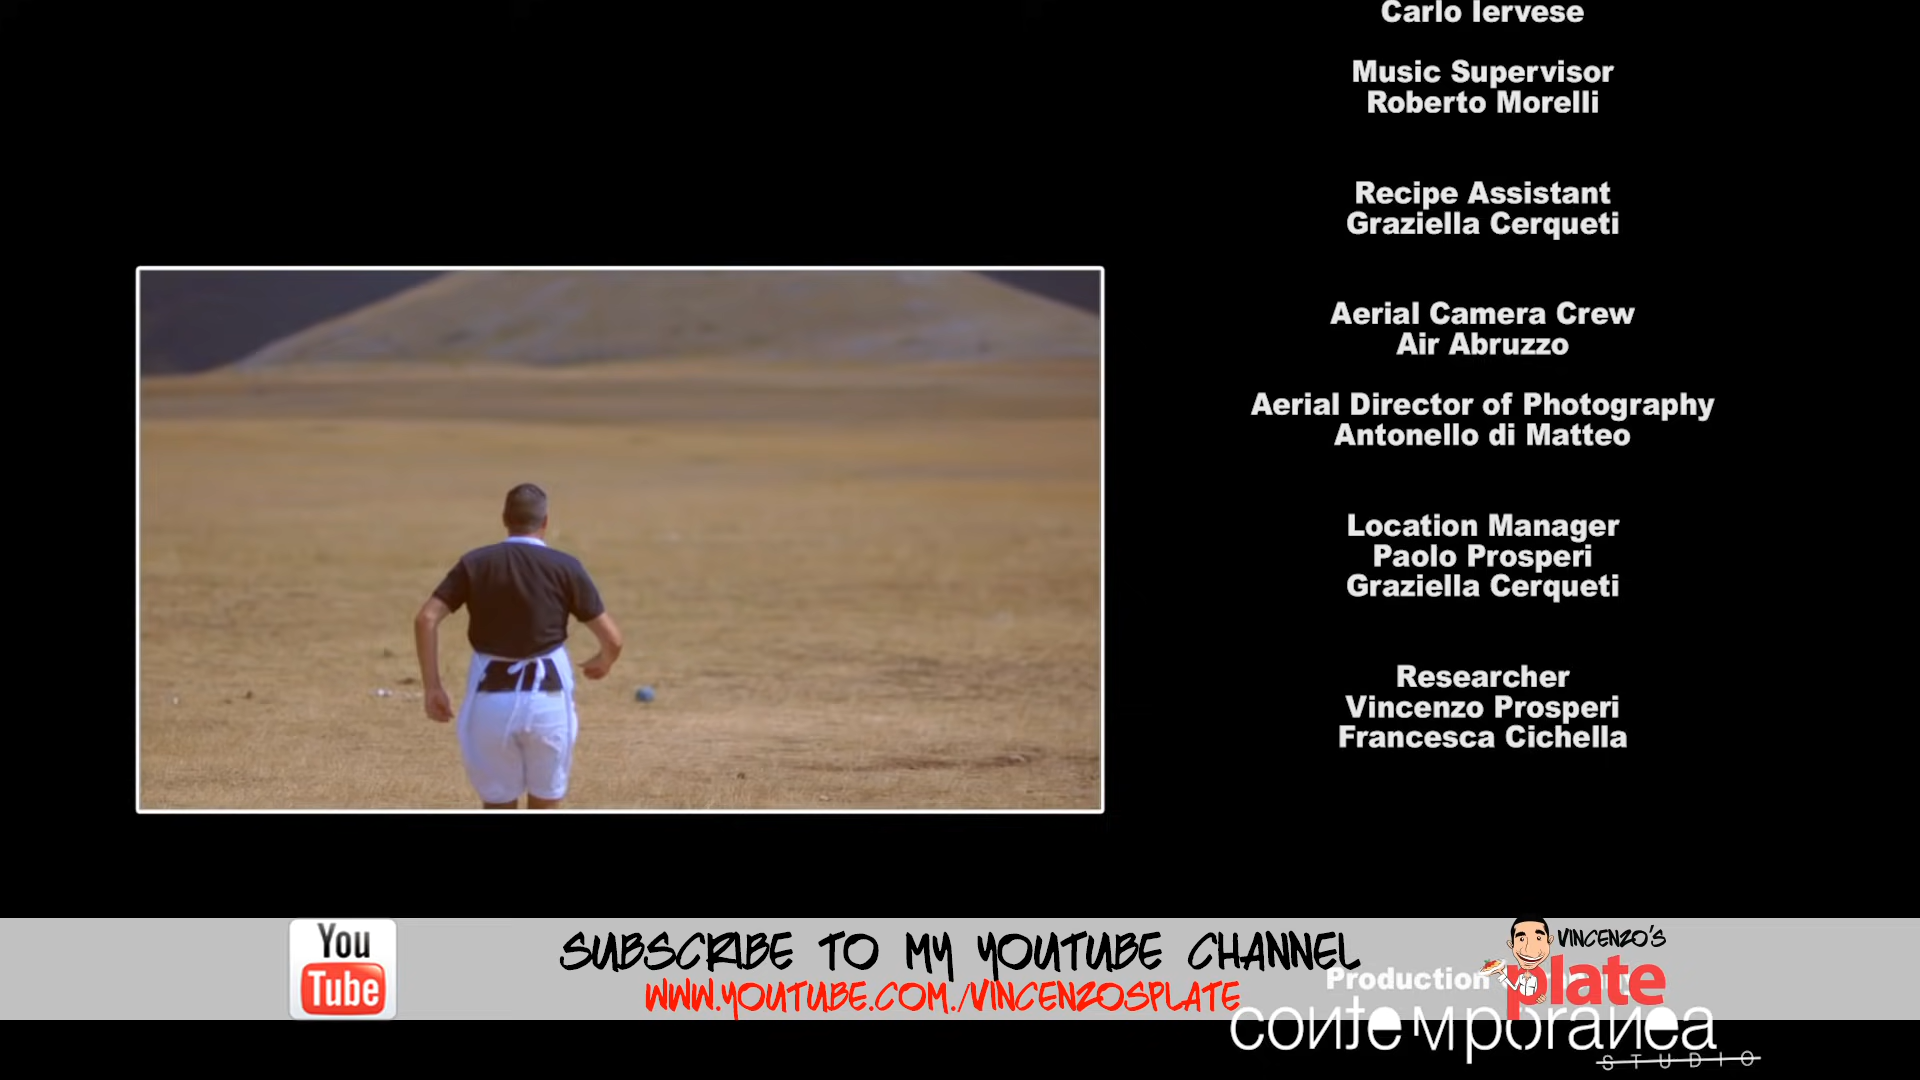 Carlo Iervese
Music Supervisor
Roberto Morelli
Recipe Assistant
Graziella Cerqueti
Aerial Camera Crew
Air Abruzzo
Aerial Director of Photography
Antonello di Matteo
Location Manager
Paolo Prosperi
Graziella Cerqueti
Researcher
Vincenzo Prosperi
Francesca Cichella
You
Tube
SUBSCRIBE TO MY YOUTUBE CHANNEL
WWW.YOUTUBE.COM./VINCENZOSPLATE
VINCENZO'S
plate
Production
contemporanea
STUDIO